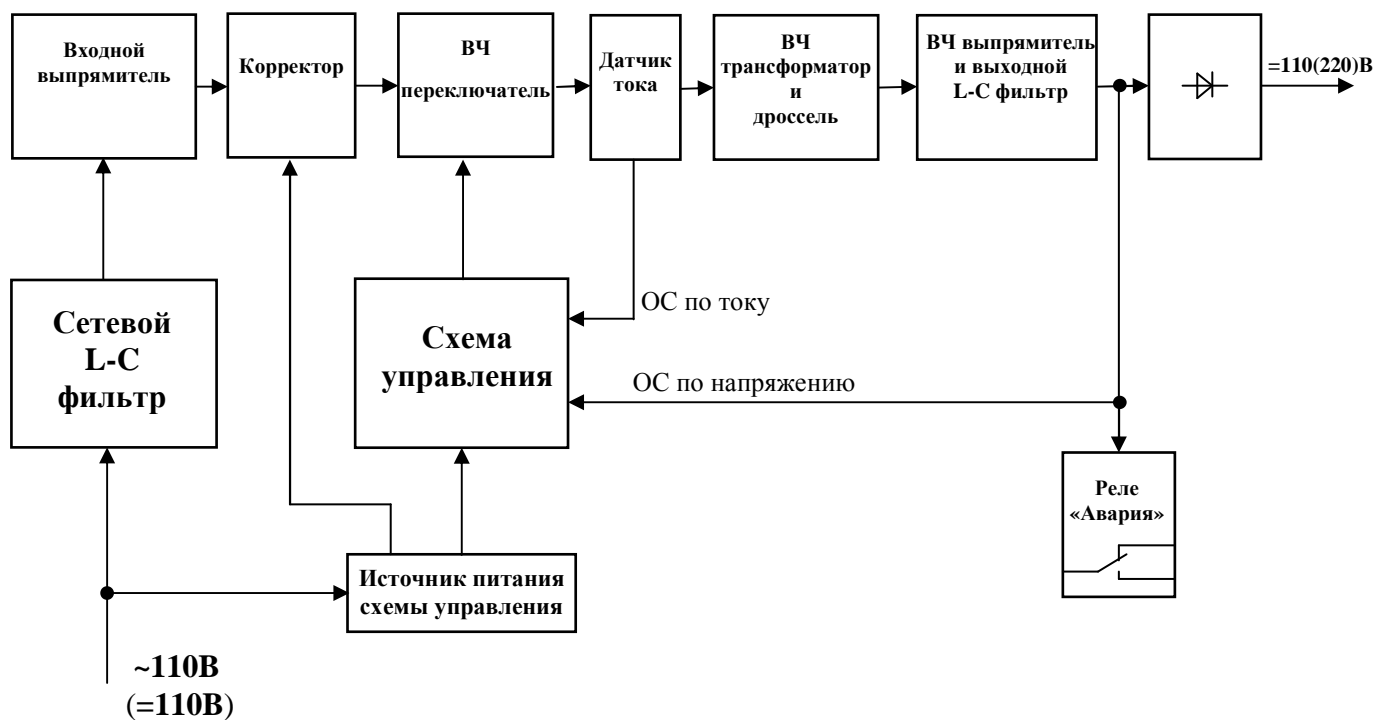 Входной
выпрямитель
Корректор
ВЧ
переключатель
Датчик
тока
ВЧ
трансформатор
и
дроссель
ВЧ выпрямитель
и выходной
L-C фильтр
=110(220)В
Сетевой
L-C
фильтр
Схема
управления
ОС по току
ОС по напряжению
Реле
«Авария»
Источник питания
схемы управления
~110В
(=110В)